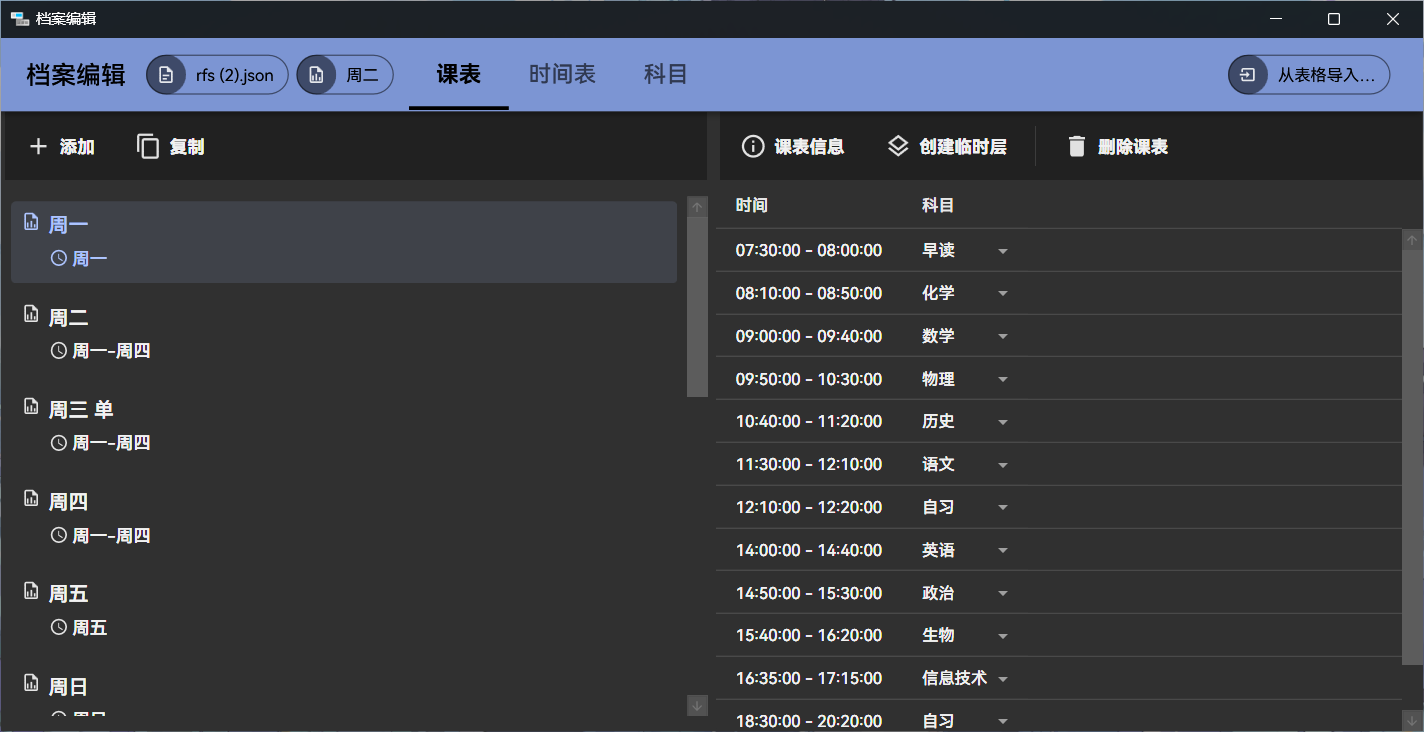 档案编辑
档案编辑 rfs (2).json 周二 课表 时间表 科目 从表格导入...
添加 复制
课表信息 创建临时层 删除课表
周一
周一
周二
周一-周四
周三 单
周一-周四
周四
周一-周四
周五
周五
周日
周日
时间 科目
07:30:00 - 08:00:00 早读
08:10:00 - 08:50:00 化学
09:00:00 - 09:40:00 数学
09:50:00 - 10:30:00 物理
10:40:00 - 11:20:00 历史
11:30:00 - 12:10:00 语文
12:10:00 - 12:20:00 自习
14:00:00 - 14:40:00 英语
14:50:00 - 15:30:00 政治
15:40:00 - 16:20:00 生物
16:35:00 - 17:15:00 信息技术
18:30:00 - 20:20:00 自习